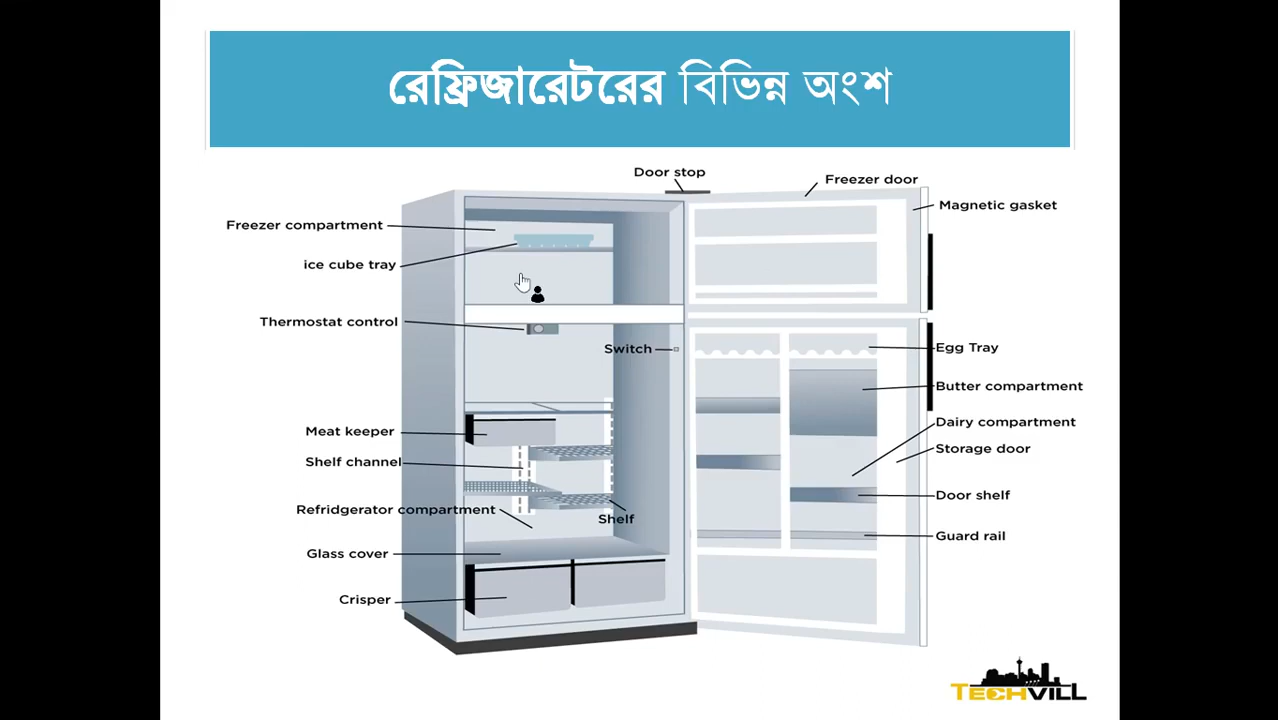 রেফ্রিজারেটরের বিভিন্ন অংশ
Door stop
Freezer door
Magnetic gasket
Freezer compartment
ice cube tray
Thermostat control
Switch
Egg Tray
Butter compartment
Dairy compartment
Meat keeper
Storage door
Shelf channel
Door shelf
Refridgerator compartment
Shelf
Guard rail
Glass cover
Crisper
TECHVILL